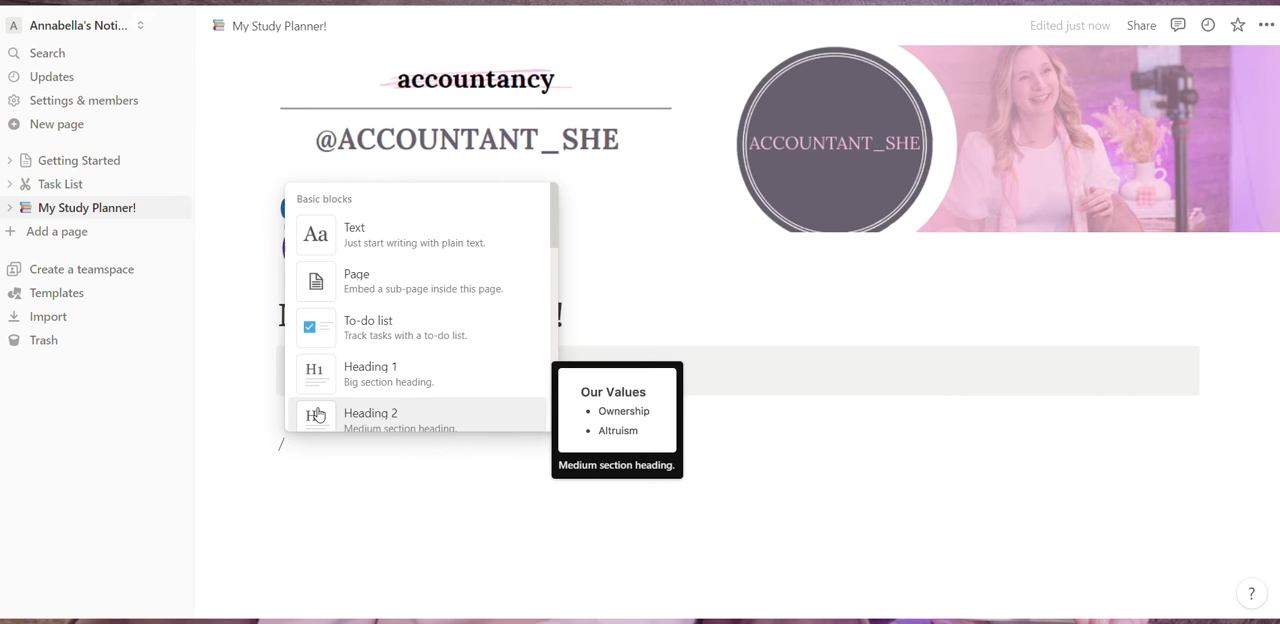 A Annabella's Noti...
Search
Updates
Settings & members
New page
Getting Started
Task List
My Study Planner!
Add a page
Create a teamspace
Templates
Import
Trash
My Study Planner!
Edited just now
Share
accountancy
@ACCOUNTANT_SHE
ACCOUNTANT_SHE
Basic blocks
Aa
Text
Just start writing with plain text.
Page
Embed a sub-page inside this page.
To-do list
Track tasks with a to-do list.
H1
Heading 1
Big section heading.
Heading 2
Medium section heading.
!
/
Our Values
• Ownership
• Altruism
Medium section heading.
?